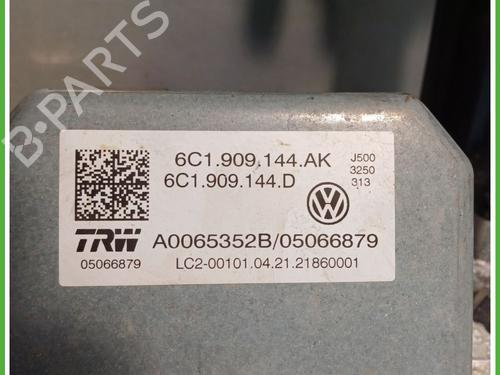 B-PARTS
6C1.909.144.AK
J500
6C1.909.144.D
3250
313
TRW
A0065352B/05066879
05066879
LC2-00101.04.21.21860001